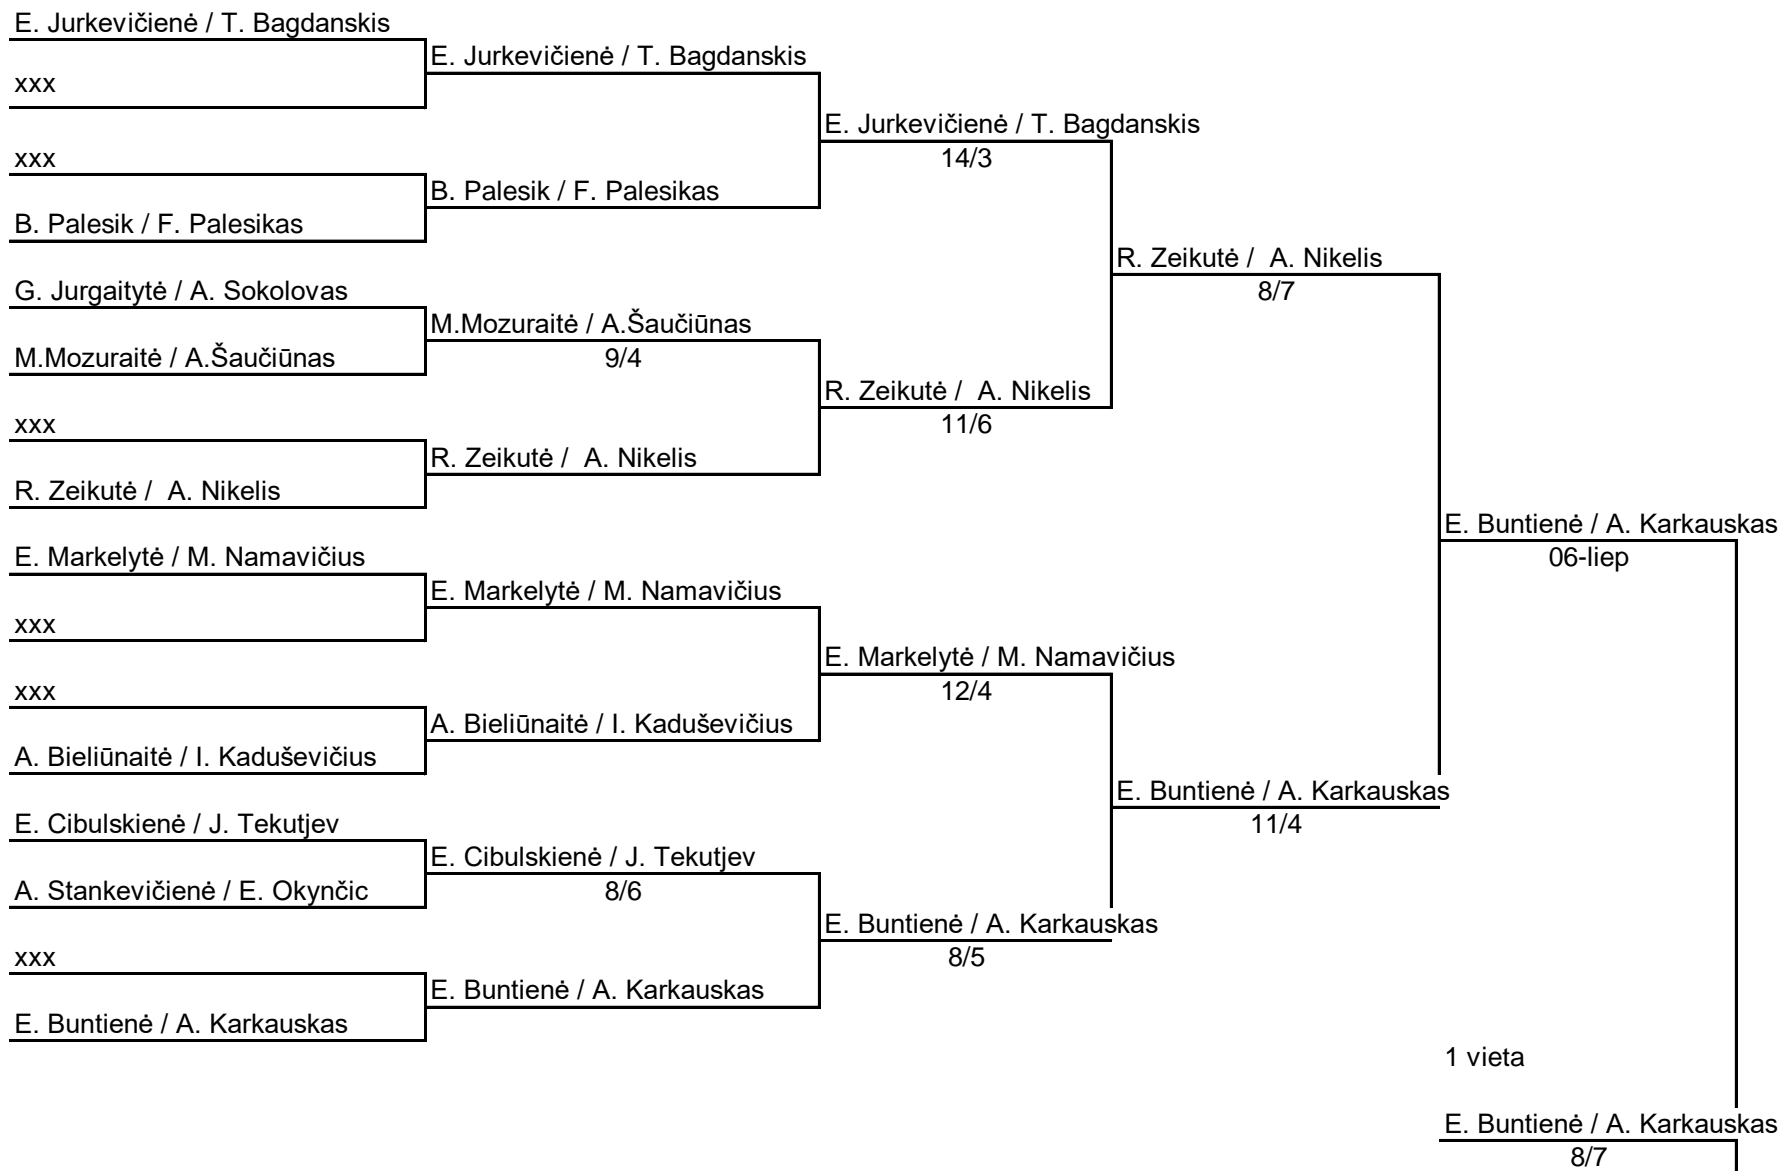 E. Jurkevičienė / T. Bagdanskis
E. Jurkevičienė / T. Bagdanskis
xxx
E. Jurkevičienė / T. Bagdanskis
xxx
14/3
B. Palesik / F. Palesikas
B. Palesik / F. Palesikas
R. Zeikutė / A. Nikelis
G. Jurgaitytė / A. Sokolovas
8/7
M.Mozuraitė / A.Šaučiūnas
M.Mozuraitė / A.Šaučiūnas
9/4
R. Zeikutė / A. Nikelis
xxx
11/6
R. Zeikutė / A. Nikelis
R. Zeikutė / A. Nikelis
E. Buntienė / A. Karkauskas
E. Markelytė / M. Namavičius
06-liep
E. Markelytė / M. Namavičius
xxx
E. Markelytė / M. Namavičius
xxx
12/4
A. Bieliūnaitė / I. Kaduševičius
A. Bieliūnaitė / I. Kaduševičius
E. Buntienė / A. Karkauskas
E. Cibulskienė / J. Tekutjev
11/4
E. Cibulskienė / J. Tekutjev
A. Stankevičienė / E. Okynčic
8/6
E. Buntienė / A. Karkauskas
xxx
8/5
E. Buntienė / A. Karkauskas
E. Buntienė / A. Karkauskas
1 vieta
E. Buntienė / A. Karkauskas
8/7